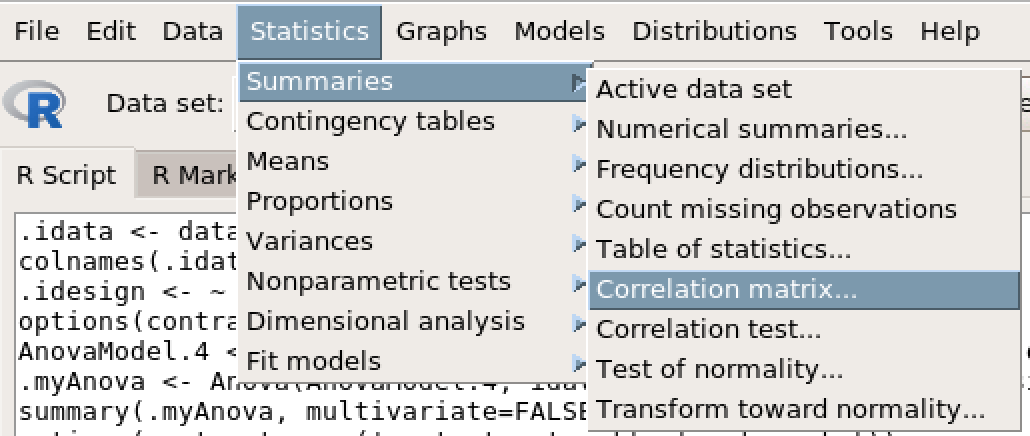 File Edit Data Statistics Graphs Models Distributions Tools Help
R Data set:
R Script R Mark
Summaries
Contingency tables
Means
Proportions
Variances
Nonparametric tests
Dimensional analysis
Fit models
Active data set
Numerical summaries...
Frequency distributions...
Count missing observations
Table of statistics...
Correlation matrix...
Correlation test...
Test of normality...
Transform toward normality...
.idata <- data
colnames(.idat
.idesign <- ~
options(contra
AnovaModel.4 <
.myAnova <- Anova(AnovaModel.4, idat
summary(.myAnova, multivariate=FALSE